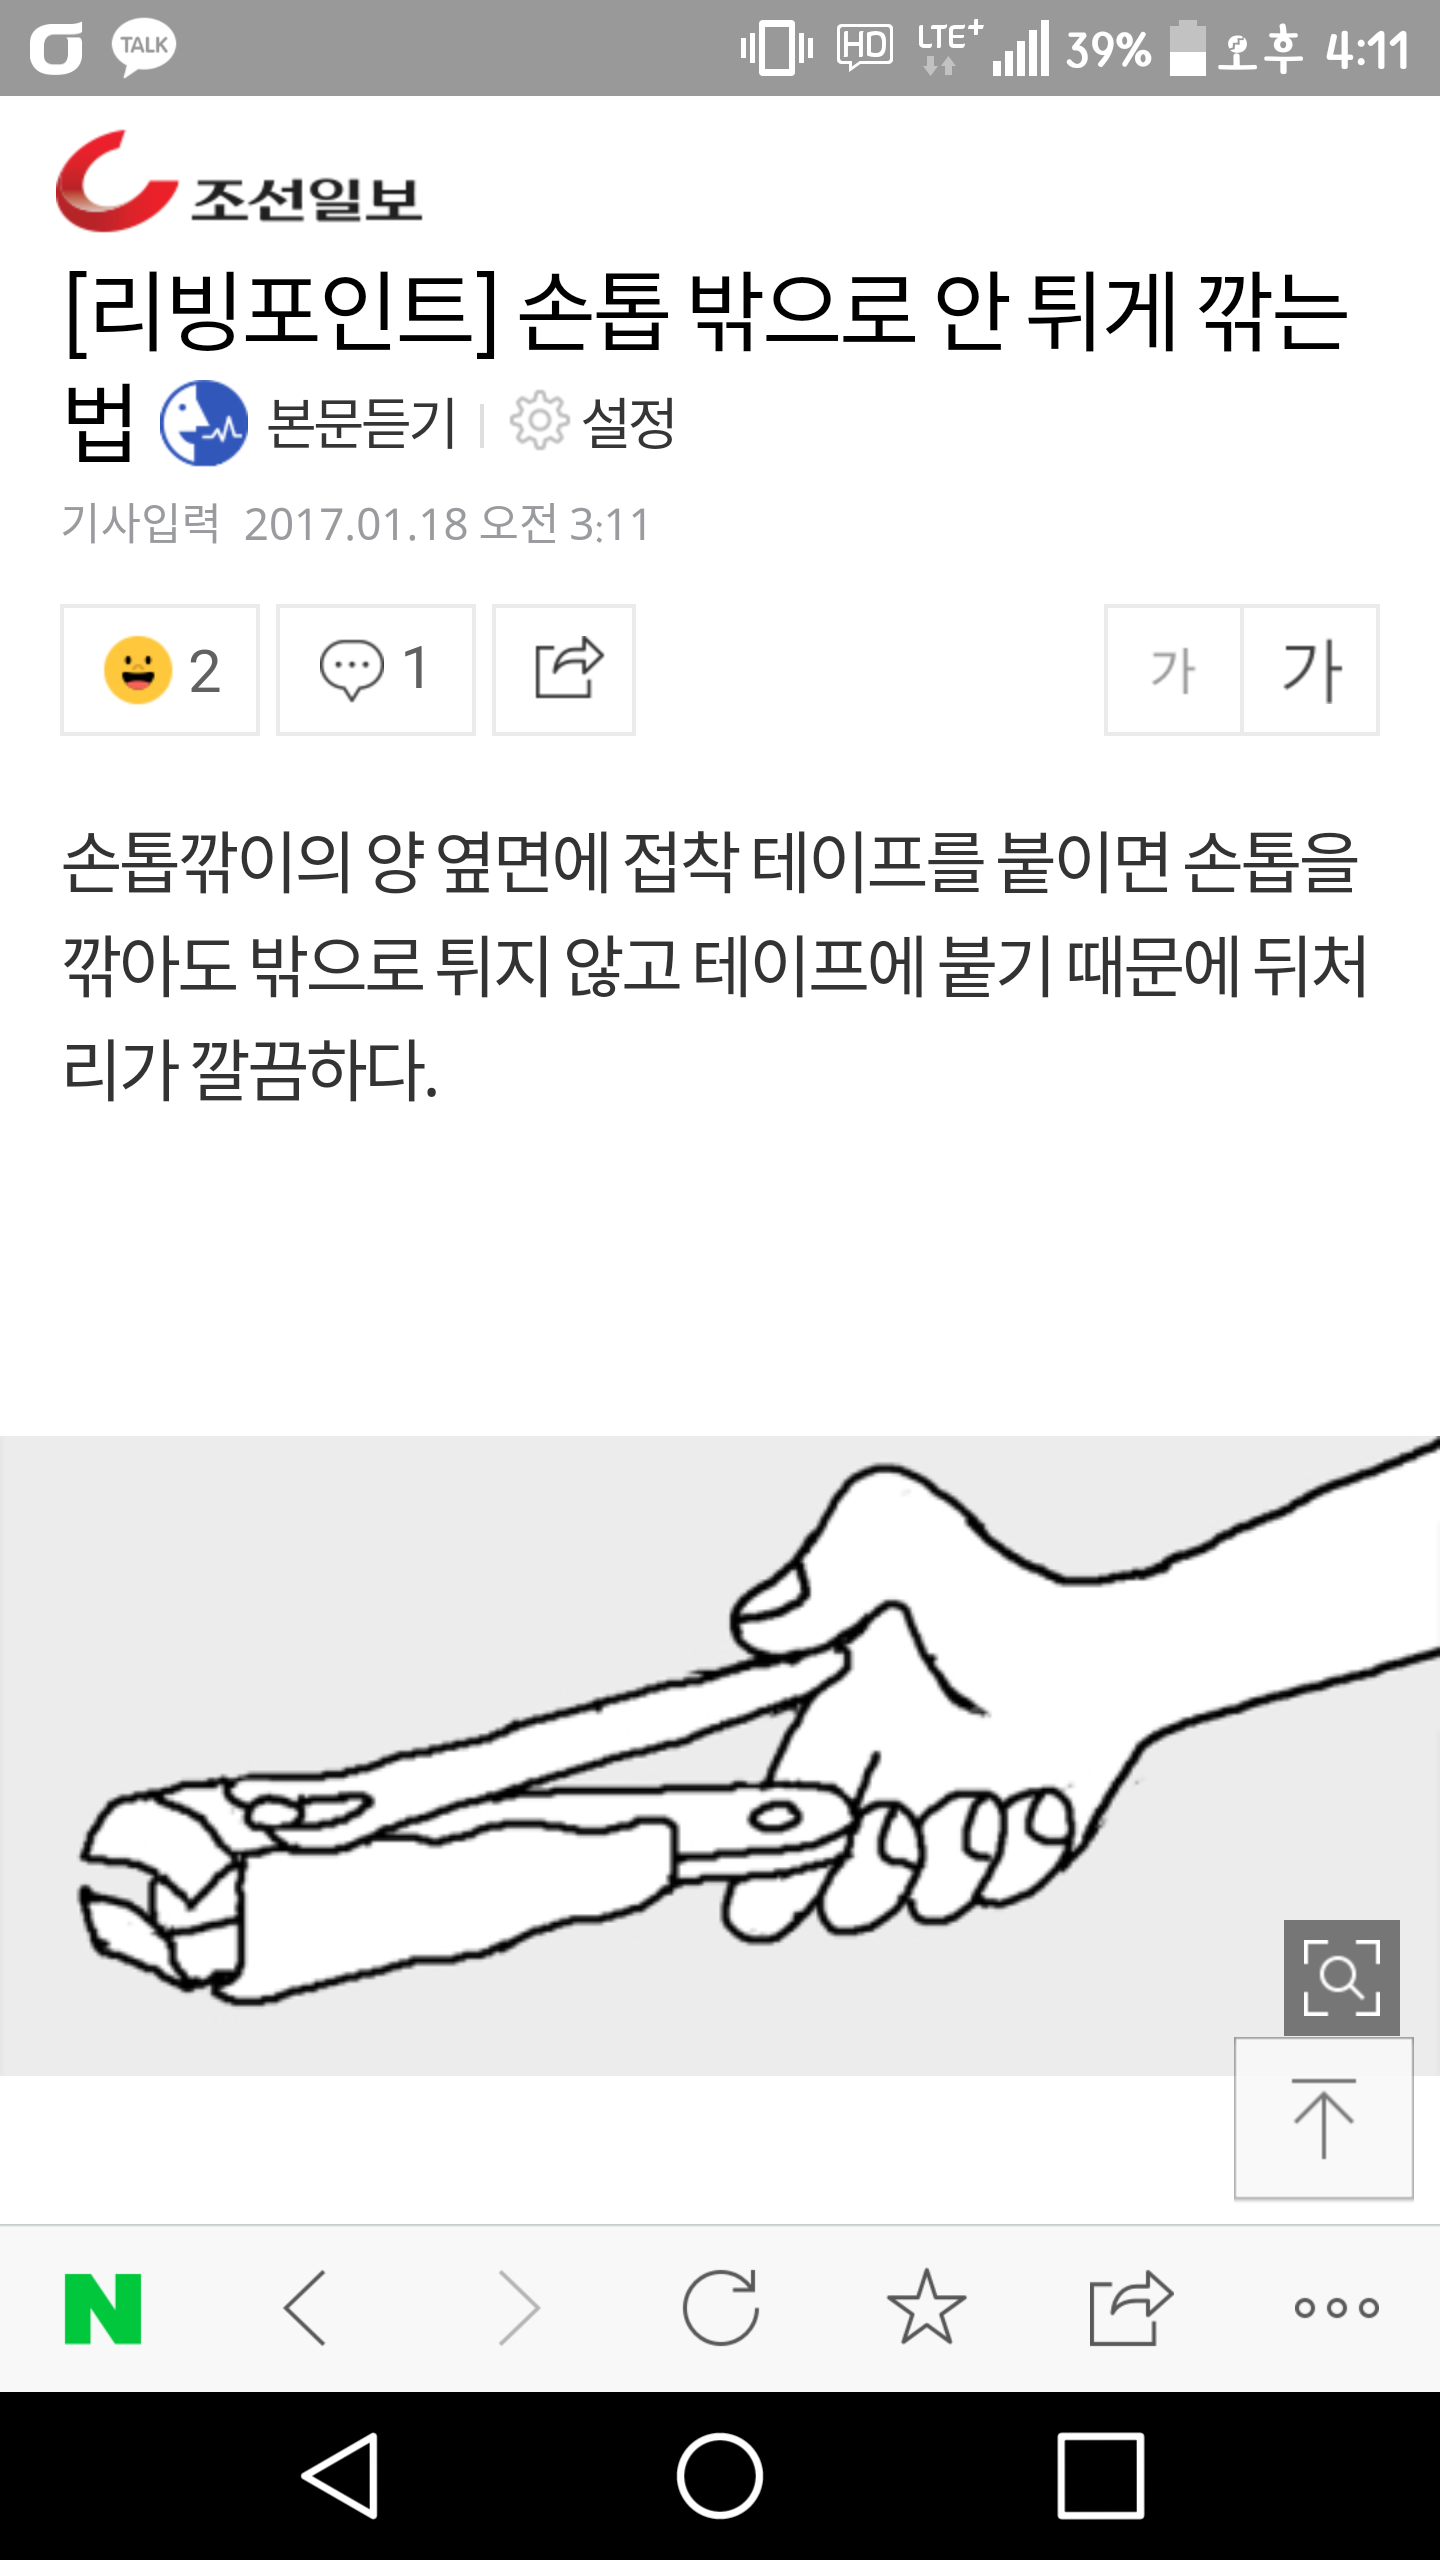 TALK HD LTE+ 39% 오후 4:11
조선일보
[리빙포인트] 손톱 밖으로 안 튀게 깎는
법 본문듣기 설정
기사입력 2017.01.18 오전 3:11
2 1 가 가
손톱깎이의 양 옆면에 접착 테이프를 붙이면 손톱을
깎아도 밖으로 튀지 않고 테이프에 붙기 때문에 뒤처
리가 깔끔하다.
N